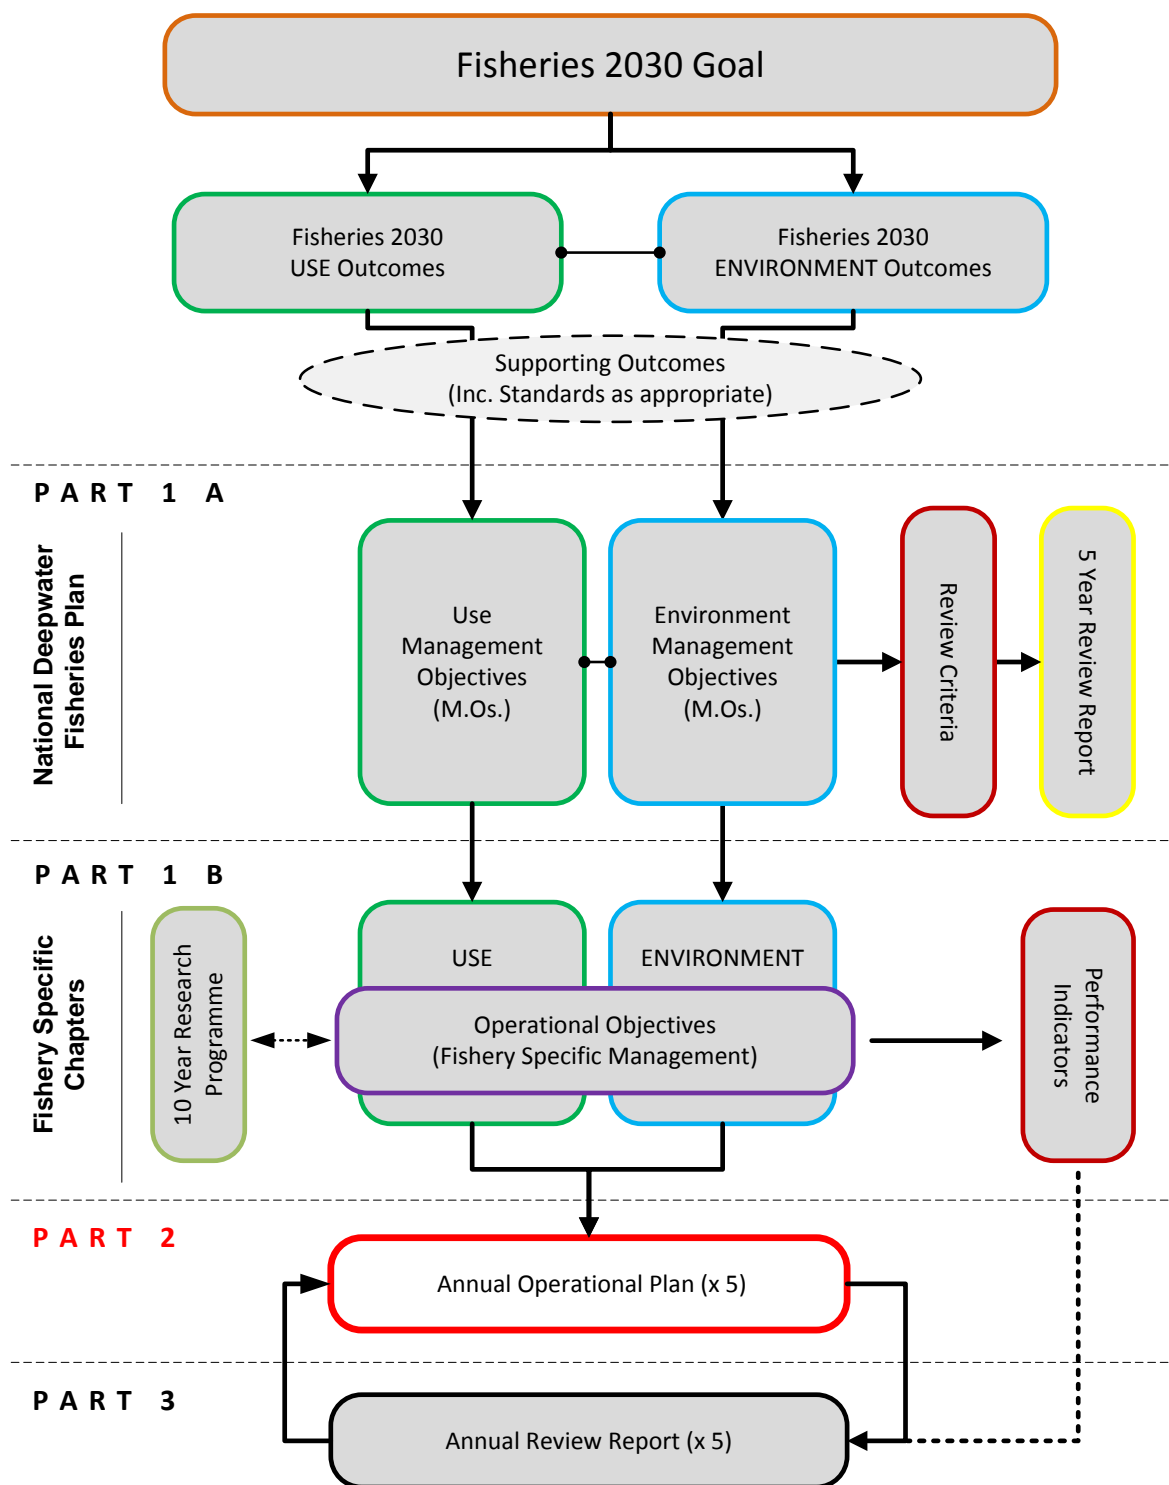 Fisheries 2030 Goal
Fisheries 2030
USE Outcomes
Fisheries 2030
ENVIRONMENT Outcomes
Supporting Outcomes
(Inc. Standards as appropriate)
PART 1 A
National Deepwater
Fisheries Plan
Use
Management
Objectives
(M.Os.)
Environment
Management
Objectives
(M.Os.)
Review Criteria
5 Year Review Report
PART 1 B
Fishery Specific
Chapters
10 Year Research
Programme
USE
ENVIRONMENT
Operational Objectives
(Fishery Specific Management)
Performance
Indicators
PART 2
Annual Operational Plan (x 5)
PART 3
Annual Review Report (x 5)